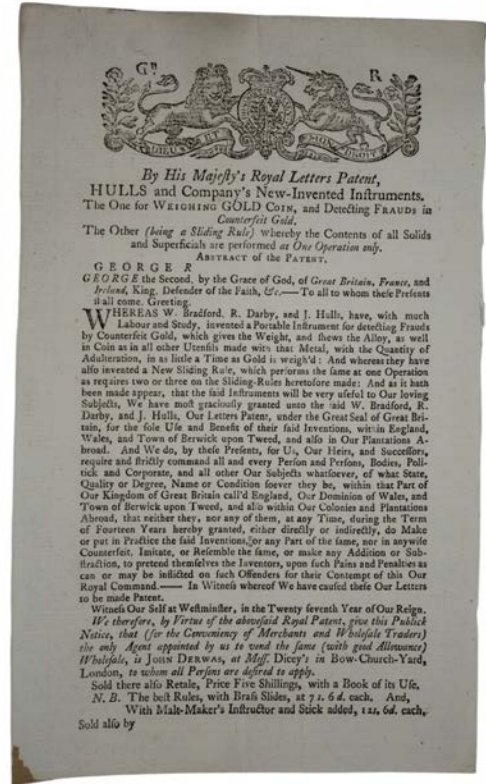 G II R
DIEU ET MON DROIT
By His Majeſty's Royal Letters Patent,
HULLS and Company's New-Invented Inſtruments.
The One for WEIGHING GOLD COIN, and Detecting FRAUDS in
Counterfeit Gold.
The Other (being a Sliding Rule) whereby the Contents of all Solids
and Superficials are performed at One Operation only.
ABSTRACT of the PATENT.
GEORGE R
GEORGE the Second, by the Grace of God, of Great Britain, France, and
Ireland, King, Defender of the Faith, &c.—To all to whom theſe Preſents
ſhall come. Greeting.
WHEREAS W. Bradford, R. Darby, and J. Hulls, have, with much
Labour and Study, invented a Portable Inſtrument for detecting Frauds
by Counterfeit Gold, which gives the Weight, and ſhews the Alloy, as well
in Coin as in all other Utenſils made with that Metal, with the Quantity of
Adulteration, in as little a Time as Gold is weigh'd: And whereas they have
alſo invented a New Sliding Rule, which performs the ſame at one Operation
as requires two or three on the Sliding-Rules heretofore made: And as it hath
been made appear, that the ſaid Inſtruments will be very uſeful to Our loving
Subjects, We have moſt graciouſly granted unto the ſaid W. Bradford, R.
Darby, and J. Hulls, Our Letters Patent, under the Great Seal of Great Bri-
tain, for the ſole Uſe and Benefit of their ſaid Inventions, within England,
Wales, and Town of Berwick upon Tweed, and alſo in Our Plantations A-
broad. And We do, by theſe Preſents, for Us, Our Heirs, and Succeſſors,
require and ſtrictly command all and every Perſon and Perſons, Bodies, Poli-
tick and Corporate, and all other Our Subjects whatſoever, of what State,
Quality or Degree, Name or Condition ſoever they be, within that Part of
Our Kingdom of Great Britain call'd England, Our Dominion of Wales, and
Town of Berwick upon Tweed, and alſo within Our Colonies and Plantations
Abroad, that neither they, nor any of them, at any Time, during the Term
of Fourteen Years hereby granted, either directly or indirectly, do Make
or put in Practice the ſaid Inventions, or any Part of the ſame, nor in anywiſe
Counterfeit, Imitate, or Reſemble the ſame, or make any Addition or Sub-
ſtraction, to pretend themſelves the Inventors, upon ſuch Pains and Penalties as
can or may be inflicted on ſuch Offenders for their Contempt of this Our
Royal Command.—— In Witneſs whereof We have cauſed theſe Our Letters
to be made Patent.
Witneſs Our Self at Weſtminſter, in the Twenty ſeventh Year of Our Reign.
We therefore, by Virtue of the aboveſaid Royal Patent, give this Publick
Notice, that (for the Conveniency of Merchants and Wholeſale Traders)
the only Agent appointed by us to vend the ſame (with good Allowance)
Wholeſale, is JOHN DERWAS, at Meſſ. Dicey's in Bow-Church-Yard,
London, to whom all Perſons are deſired to apply.
Sold there alſo Retale, Price Five Shillings, with a Book of its Uſe.
N. B. The beſt Rules, with Braſs Slides, at 7 s. 6 d. each, And,
With Malt-Maker's Inſtructor and Stick added, 12s. 6d. each,
Sold alſo by